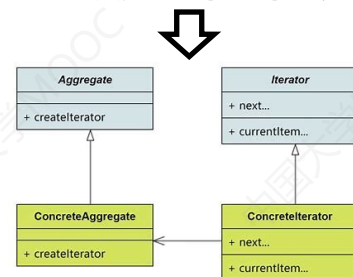 Aggregate
+ createIterator
Iterator
+ next...
+ currentItem...
ConcreteAggregate
+ createIterator
ConcreteIterator
+ next...
+ currentItem...